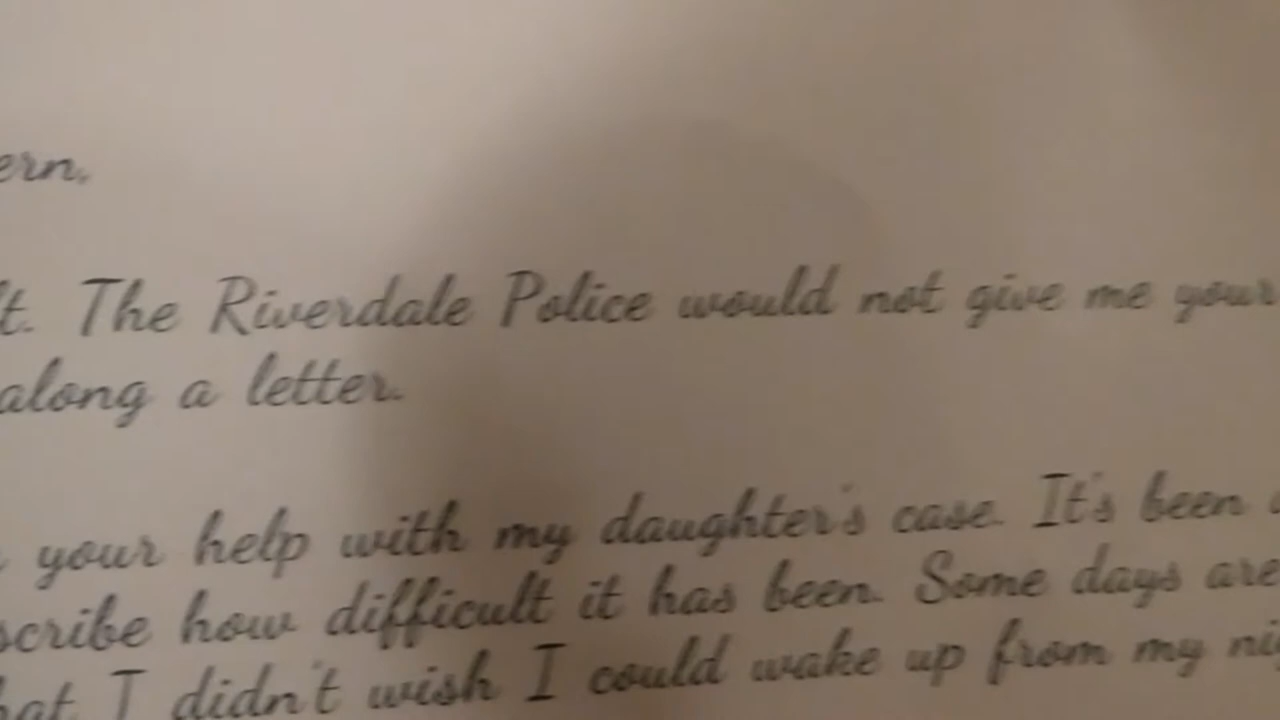 ern,
t. The Riverdale Police would not give me your
along a letter.
your help with my daughter's case. It's been
scribe how difficult it has been. Some days are
hat I didn't wish I could wake up from my ni